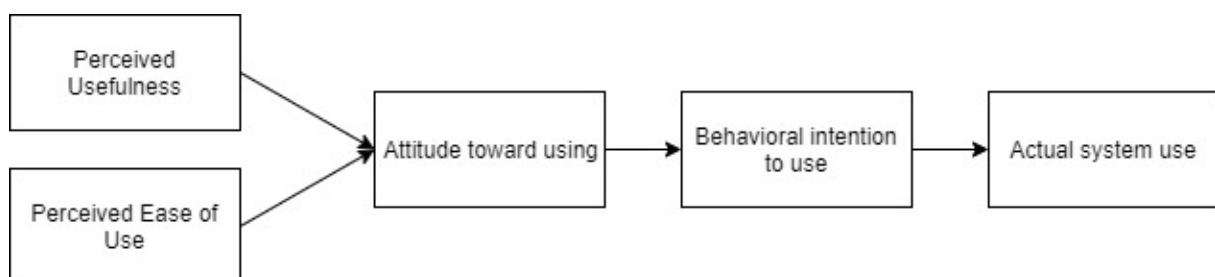 Perceived
Usefulness
Attitude toward using
Behavioral intention
to use
Actual system use
Perceived Ease of
Use